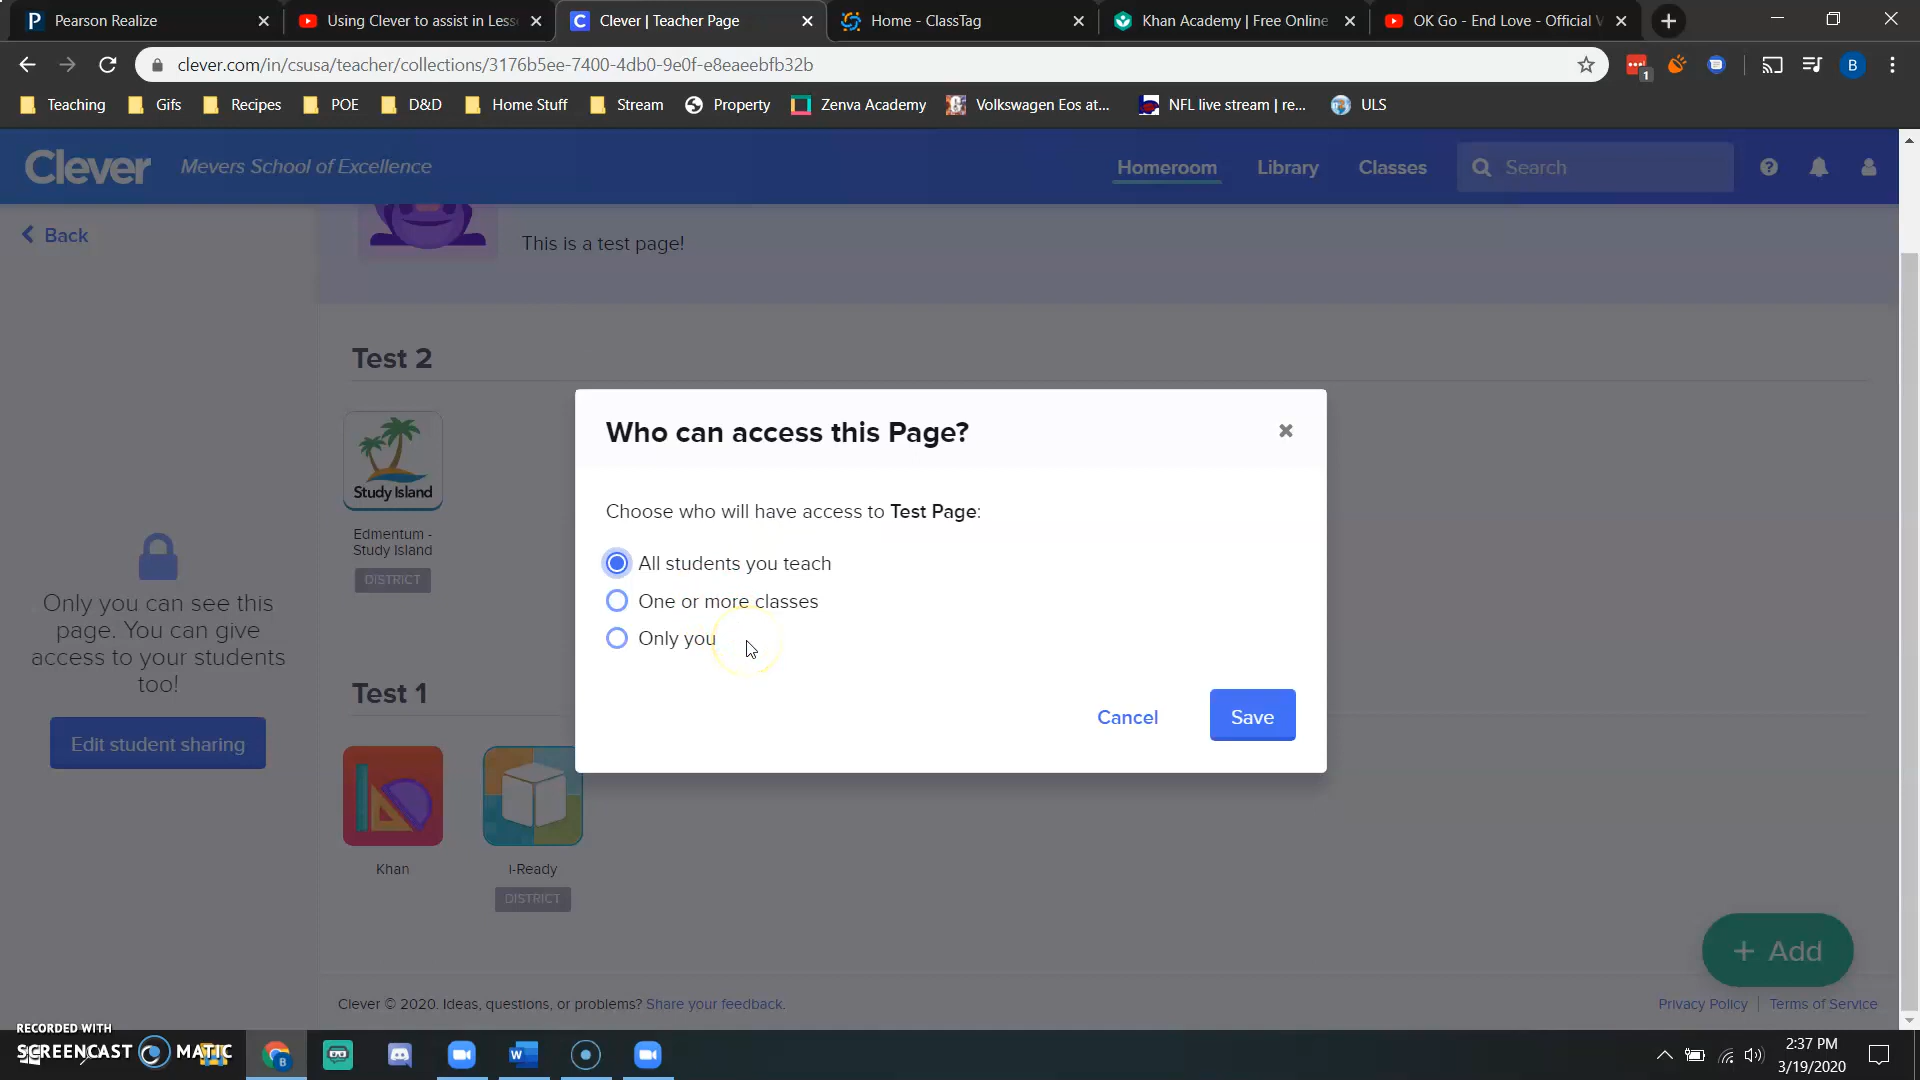 Pearson Realize
Using Clever to assist in Less
Clever | Teacher Page
Home - ClassTag
Khan Academy | Free Online
OK Go - End Love - Official V
clever.com/in/csusa/teacher/collections/3176b5ee-7400-4db0-9e0f-e8eaeebfb32b
1
B
Teaching
Gifs
Recipes
POE
D&D
Home Stuff
Stream
Property
Zenva Academy
Volkswagen Eos at...
NFL live stream | re...
ULS
Clever
Mevers School of Excellence
Homeroom
Library
Classes
Search
Back
This is a test page!
Test 2
Study Island
Edmentum -
Study Island
DISTRICT
Only you can see this
page. You can give
access to your students
too!
Edit student sharing
Who can access this Page?
Choose who will have access to Test Page:
All students you teach
One or more classes
Only you
Cancel
Save
Test 1
Khan
I-Ready
DISTRICT
+ Add
Clever © 2020. Ideas, questions, or problems? Share your feedback.
Privacy Policy | Terms of Service
RECORDED WITH
SCREENCAST MATIC
2:37 PM
3/19/2020